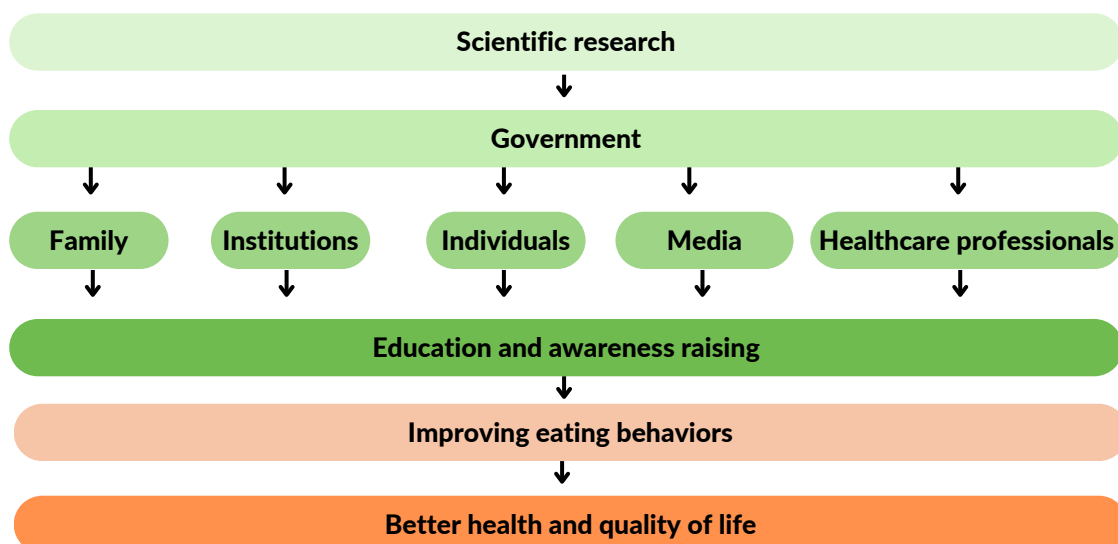 Scientific research
Government
Family
Institutions
Individuals
Media
Healthcare professionals
Education and awareness raising
Improving eating behaviors
Better health and quality of life